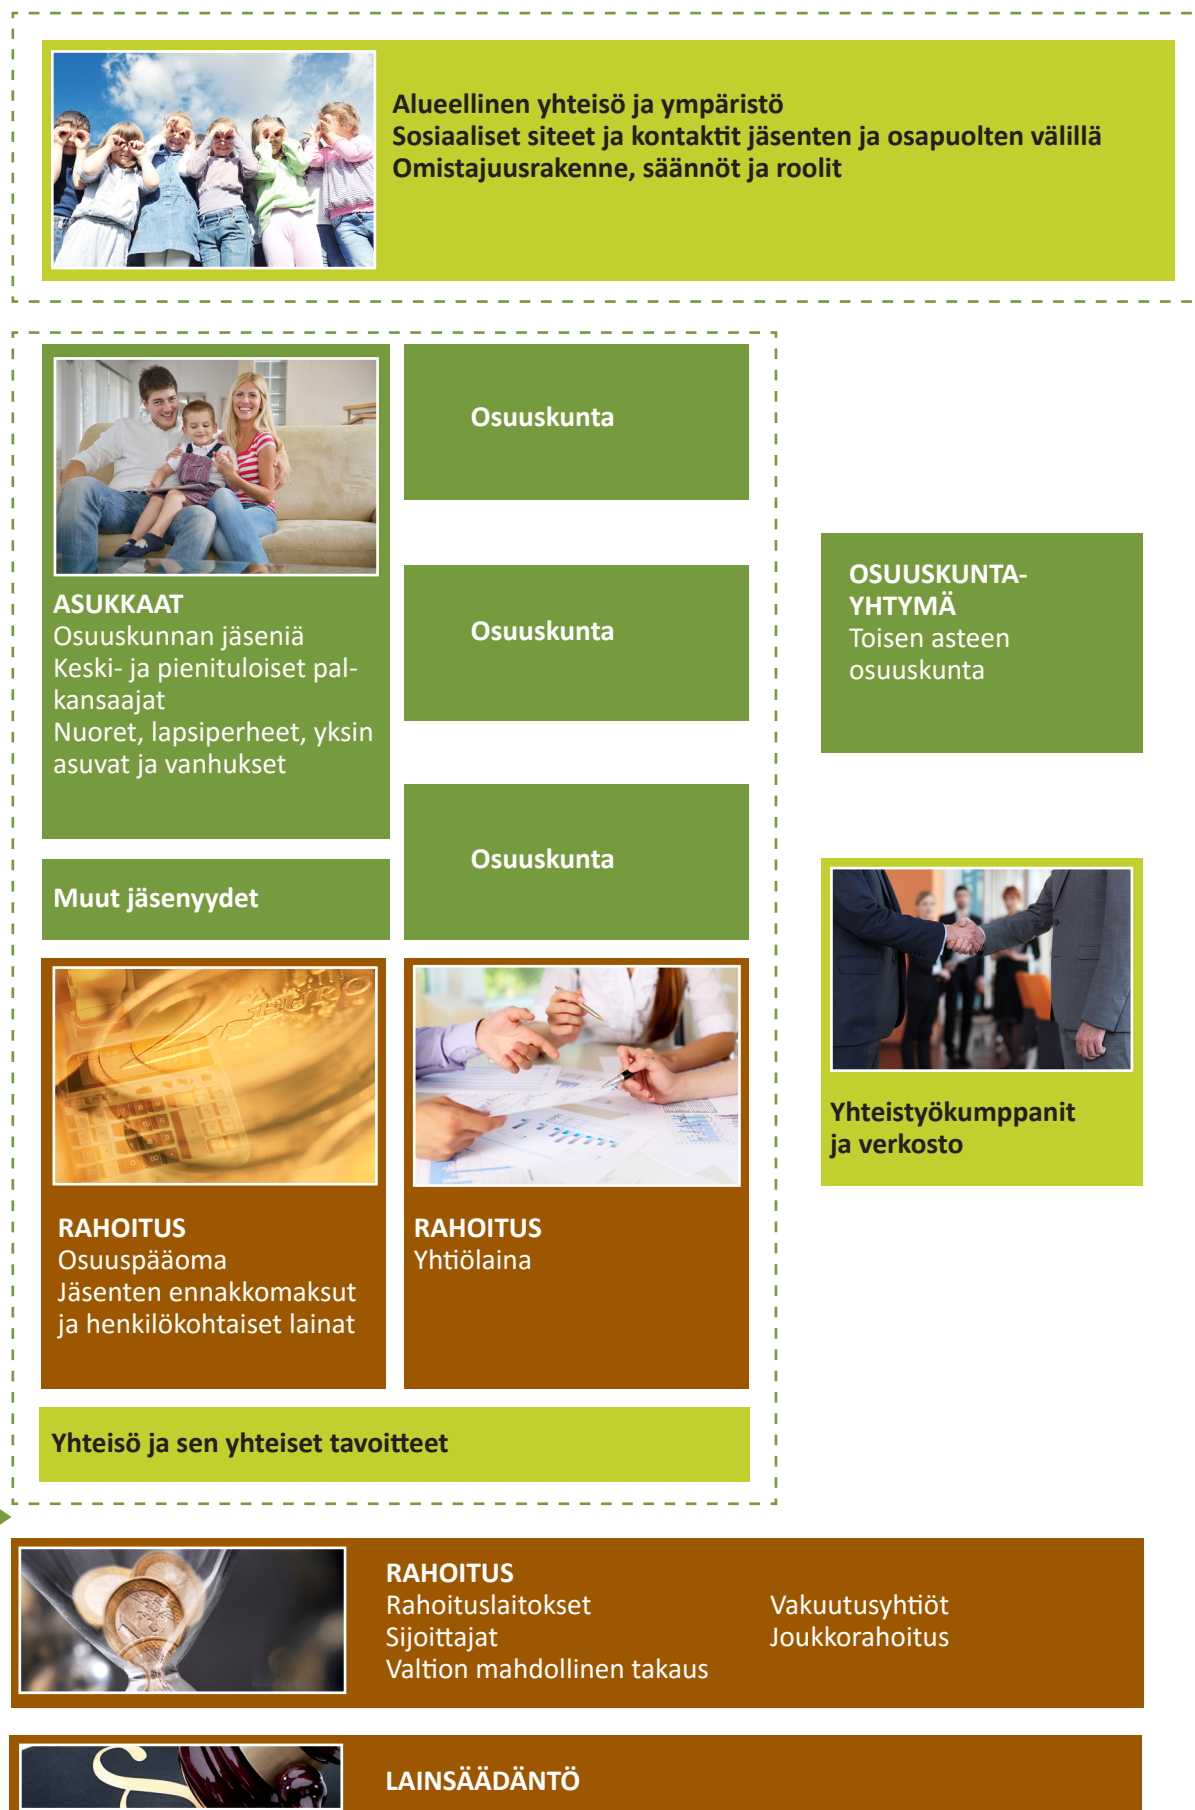 Alueellinen yhteisö ja ympäristö
Sosiaaliset siteet ja kontaktit jäsenten ja osapuolten välillä
Omistajuusrakenne, säännöt ja roolit
Osuuskunta
ASUKKAAT
Osuuskunnan jäseniä
Keski- ja pienituloiset pal-
kansaajat
Nuoret, lapsiperheet, yksin
asuvat ja vanhukset
Osuuskunta
OSUUSKUNTA-
YHTYMÄ
Toisen asteen
osuuskunta
Osuuskunta
Muut jäsenyydet
Yhteistyökumppanit
ja verkosto
RAHOITUS
Osuuspääoma
Jäsenten ennakkomaksut
ja henkilökohtaiset lainat
RAHOITUS
Yhtiölaina
Yhteisö ja sen yhteiset tavoitteet
RAHOITUS
Rahoituslaitokset
Sijoittajat
Valtion mahdollinen takaus
Vakuutusyhtiöt
Joukkorahoitus
LAINSÄÄDÄNTÖ